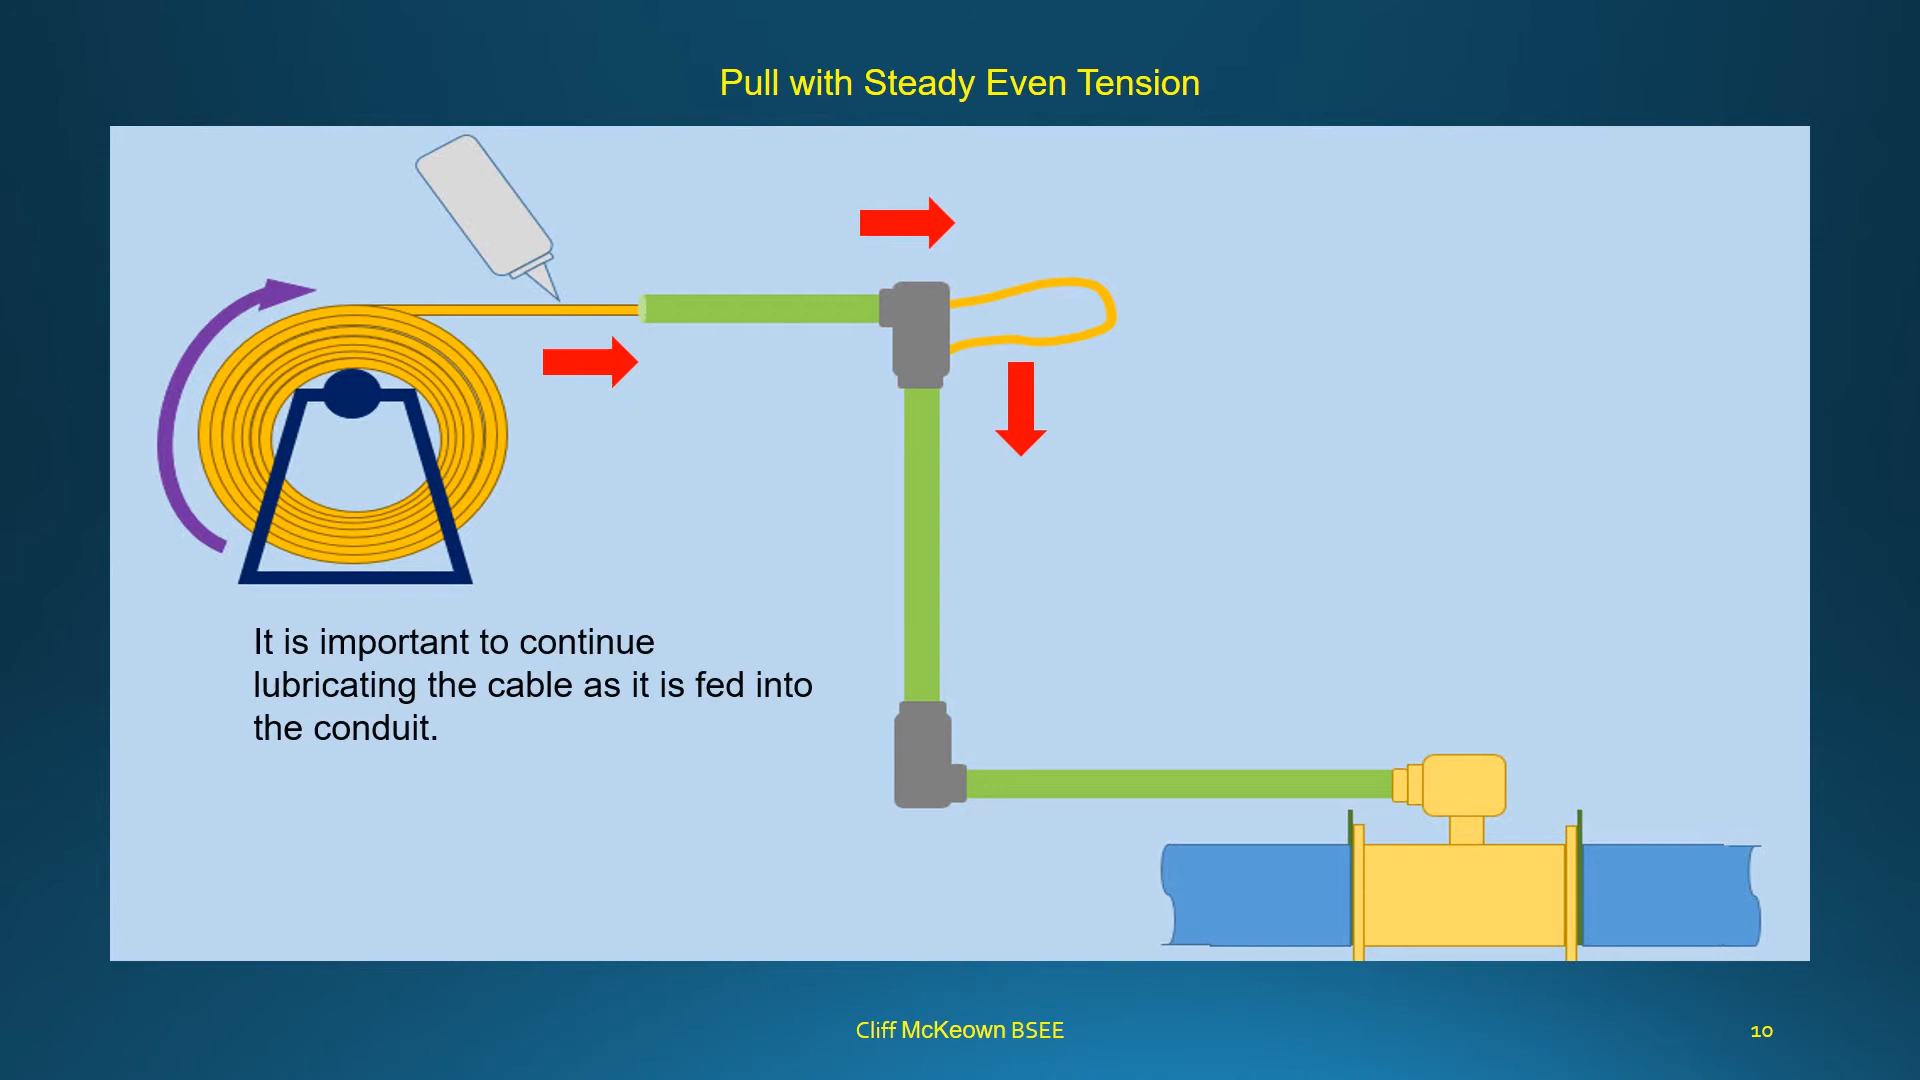 Pull with Steady Even Tension
It is important to continue
lubricating the cable as it is fed into
the conduit.
Cliff McKeown BSEE
10